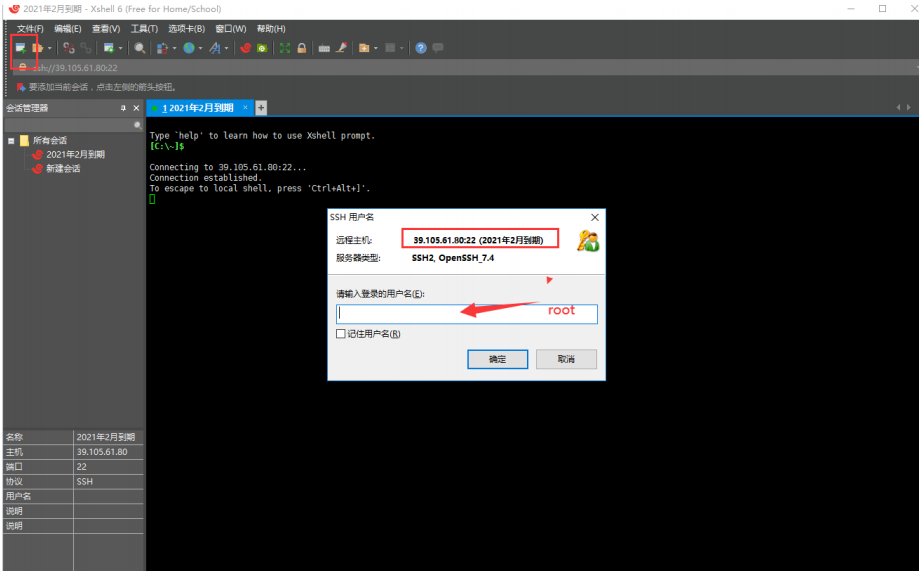 2021年2月到期 - Xshell 6 (Free for Home/School)
文件(F) 编辑(E) 查看(V) 工具(T) 选项卡(B) 窗口(W) 帮助(H)
ssh://39.105.61.80:22
要添加当前会话，点击左侧的箭头按钮。
会话管理器
1 2021年2月到期
所有会话
2021年2月到期
新建会话
Type `help' to learn how to use Xshell prompt.
[C:\~]$
Connecting to 39.105.61.80:22...
Connection established.
To escape to local shell, press 'Ctrl+Alt+]'.
SSH 用户名
远程主机: 39.105.61.80:22 (2021年2月到期)
服务器类型: SSH2, OpenSSH_7.4
请输入登录的用户名(E):
root
记住用户名(R)
确定 取消
名称 2021年2月到期
主机 39.105.61.80
端口 22
协议 SSH
用户名
说明
说明